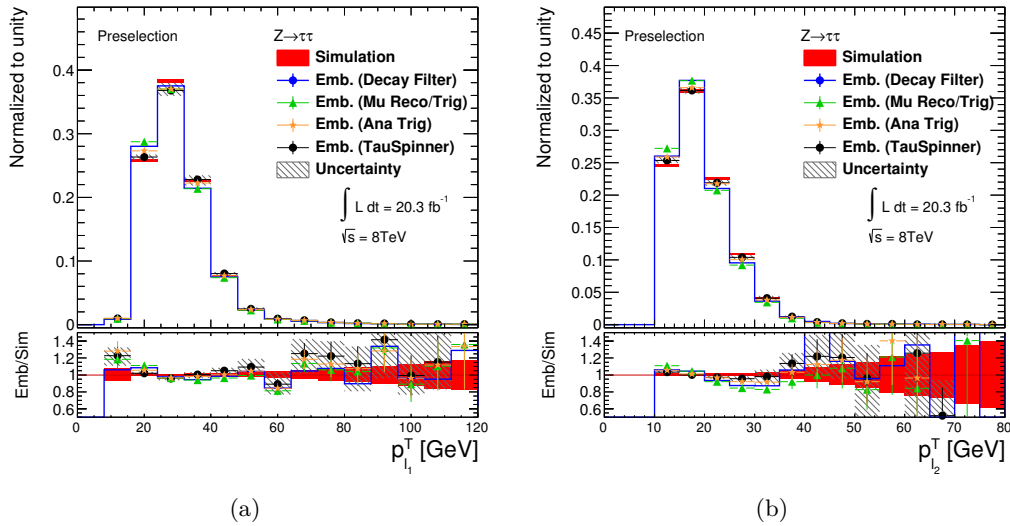 Normalized to unity
Preselection
Z→ττ
Simulation
Emb. (Decay Filter)
Emb. (Mu Reco/Trig)
Emb. (Ana Trig)
Emb. (TauSpinner)
Uncertainty
∫ L dt = 20.3 fb⁻¹
√s = 8TeV
0.4
0.3
0.2
0.1
0
Emb/Sim
1.4
1.2
1
0.8
0.6
0 20 40 60 80 100 120
p_{l_1}^T [GeV]
(a)
Normalized to unity
Preselection
Z→ττ
Simulation
Emb. (Decay Filter)
Emb. (Mu Reco/Trig)
Emb. (Ana Trig)
Emb. (TauSpinner)
Uncertainty
∫ L dt = 20.3 fb⁻¹
√s = 8TeV
0.45
0.4
0.35
0.3
0.25
0.2
0.15
0.1
0.05
0
Emb/Sim
1.4
1.2
1
0.8
0.6
0 10 20 30 40 50 60 70 80
p_{l_2}^T [GeV]
(b)